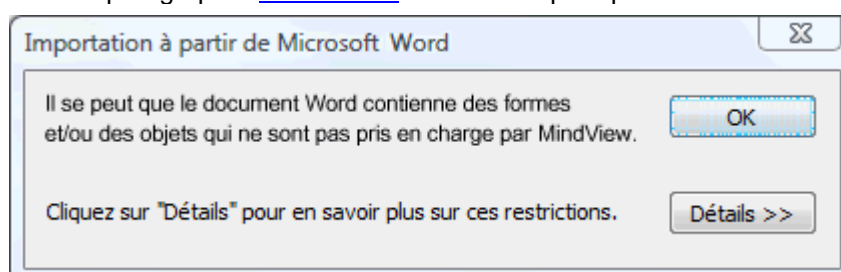 Importation à partir de Microsoft Word
Il se peut que le document Word contienne des formes
et/ou des objets qui ne sont pas pris en charge par MindView.
OK
Cliquez sur "Détails" pour en savoir plus sur ces restrictions.
Détails >>